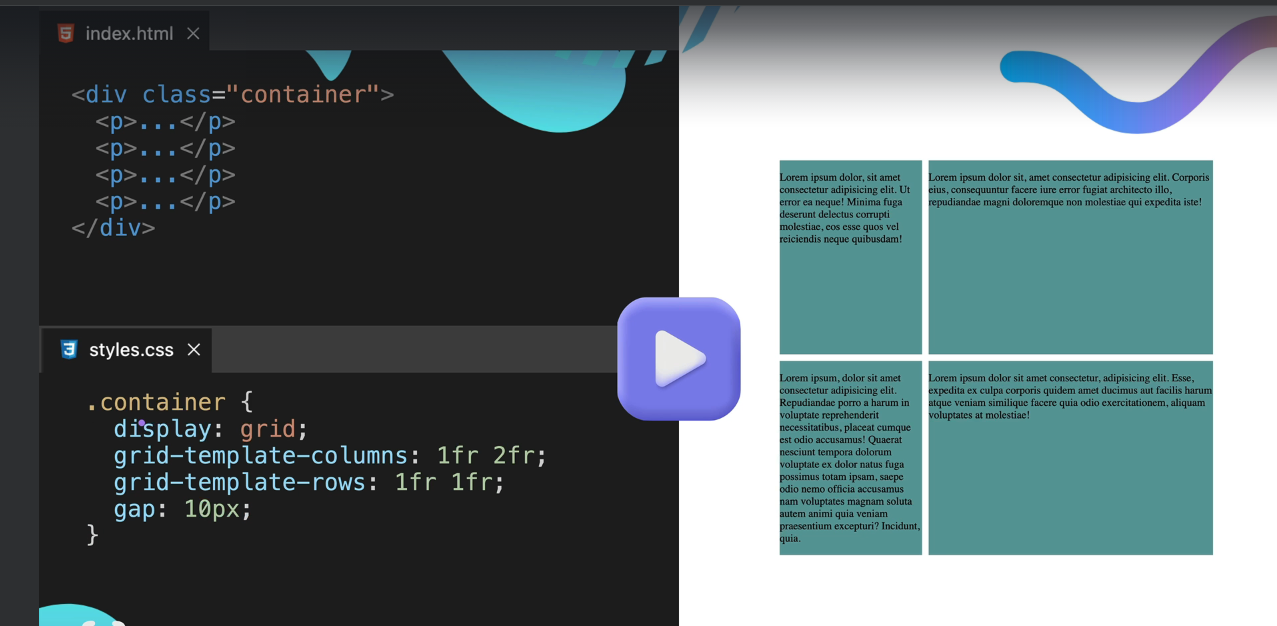 index.html
<div class="container">
<p>...</p>
<p>...</p>
<p>...</p>
<p>...</p>
</div>
styles.css
.container {
display: grid;
grid-template-columns: 1fr 2fr;
grid-template-rows: 1fr 1fr;
gap: 10px;
}
Lorem ipsum dolor, sit amet
consectetur adipisicing elit. Ut
error ea neque! Minima fuga
deserunt delectus corrupti
molestiae, eos esse quos vel
reiciendis neque quibusdam!
Lorem ipsum dolor sit, amet consectetur adipisicing elit. Corporis
eius, consequuntur facere iure error fugiat architecto illo,
repudiandae magni doloremque non molestiae qui expedita iste!
Lorem ipsum, dolor sit amet
consectetur adipisicing elit.
Repudiandae porro a harum in
voluptate reprehenderit
necessitatibus, placeat cumque
est odio accusamus! Quaerat
nesciunt tempora dolorum
voluptate ex dolor natus fuga
possimus totam ipsam, saepe
odio nemo officia accusamus
nam voluptates magnam soluta
autem animi quia veniam
praesentium excepturi? Incidunt,
quia.
Lorem ipsum dolor sit amet consectetur, adipisicing elit. Esse,
expedita ex culpa corporis quidem amet ducimus aut facilis harum
atque veniam similique facere quia odio exercitationem, aliquam
voluptates at molestiae!